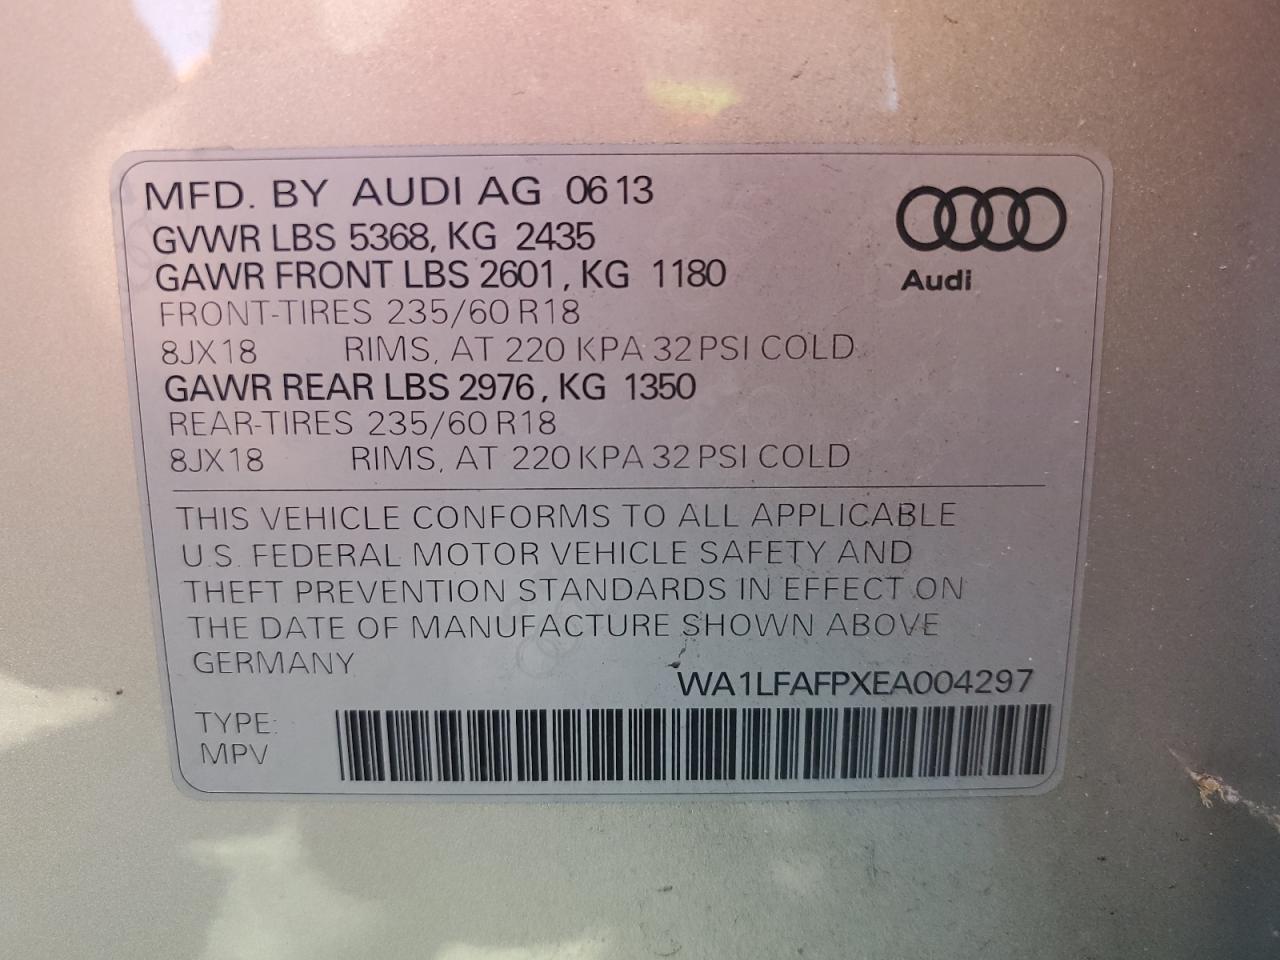 MFD. BY AUDI AG 06 13
GVWR LBS 5368, KG 2435
GAWR FRONT LBS 2601, KG 1180
FRONT-TIRES 235/60 R18
8JX18 RIMS, AT 220 KPA 32 PSI COLD
GAWR REAR LBS 2976, KG 1350
REAR-TIRES 235/60 R18
8JX18 RIMS, AT 220 KPA 32 PSI COLD
Audi
THIS VEHICLE CONFORMS TO ALL APPLICABLE
U.S. FEDERAL MOTOR VEHICLE SAFETY AND
THEFT PREVENTION STANDARDS IN EFFECT ON
THE DATE OF MANUFACTURE SHOWN ABOVE
GERMANY
WA1LFAFPXEA004297
TYPE:
MPV